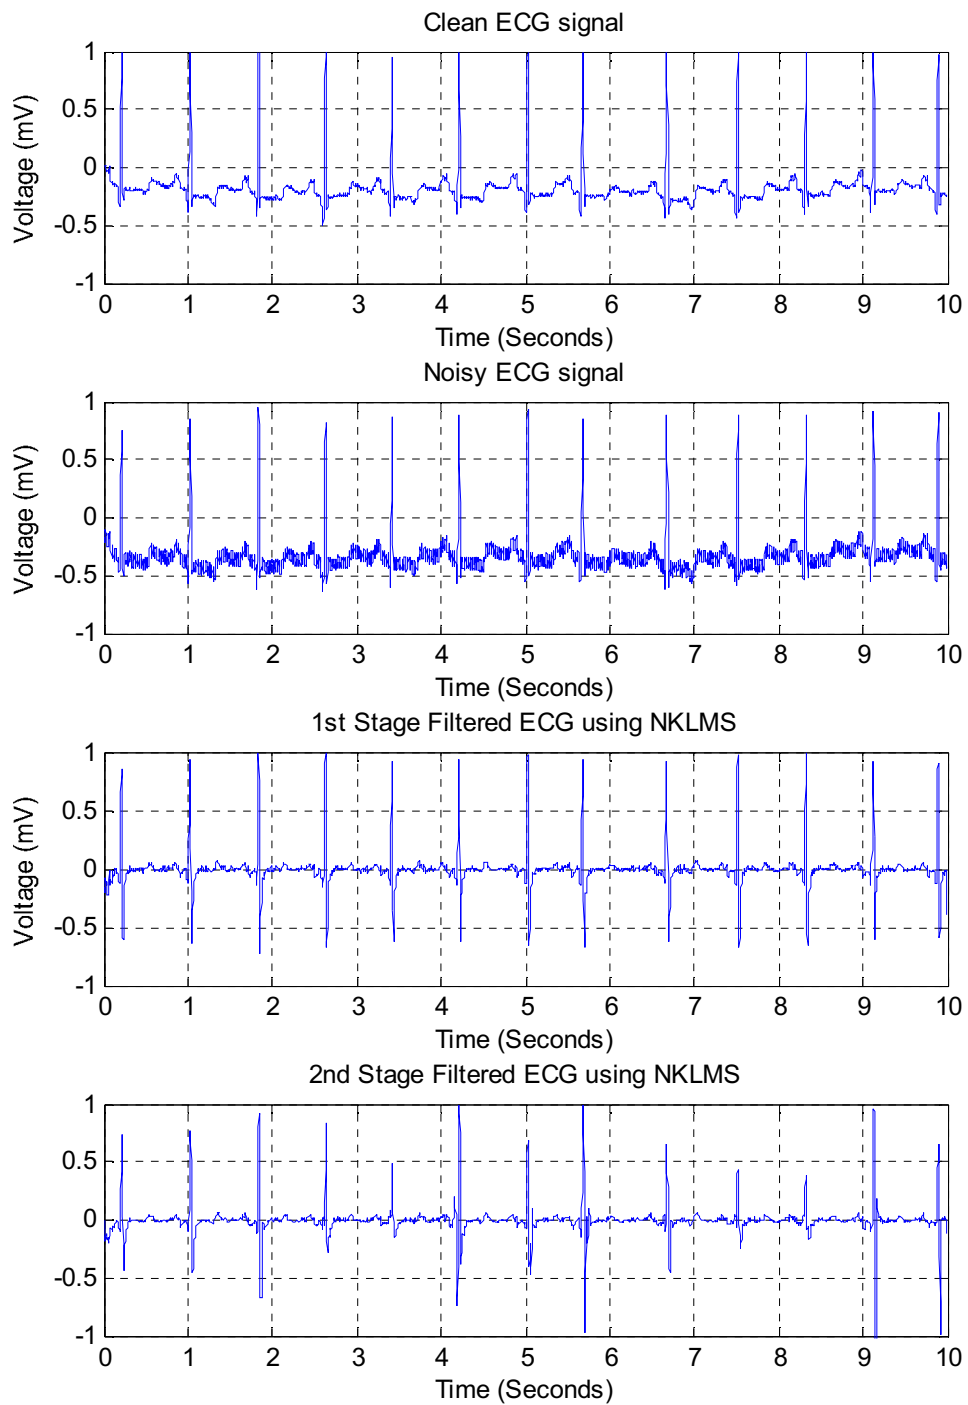 Clean ECG signal
1
0.5
0
-0.5
-1
Voltage (mV)
0 1 2 3 4 5 6 7 8 9 10
Time (Seconds)
Noisy ECG signal
1
0.5
0
-0.5
-1
Voltage (mV)
0 1 2 3 4 5 6 7 8 9 10
Time (Seconds)
1st Stage Filtered ECG using NKLMS
1
0.5
0
-0.5
-1
Voltage (mV)
0 1 2 3 4 5 6 7 8 9 10
Time (Seconds)
2nd Stage Filtered ECG using NKLMS
1
0.5
0
-0.5
-1
0 1 2 3 4 5 6 7 8 9 10
Time (Seconds)